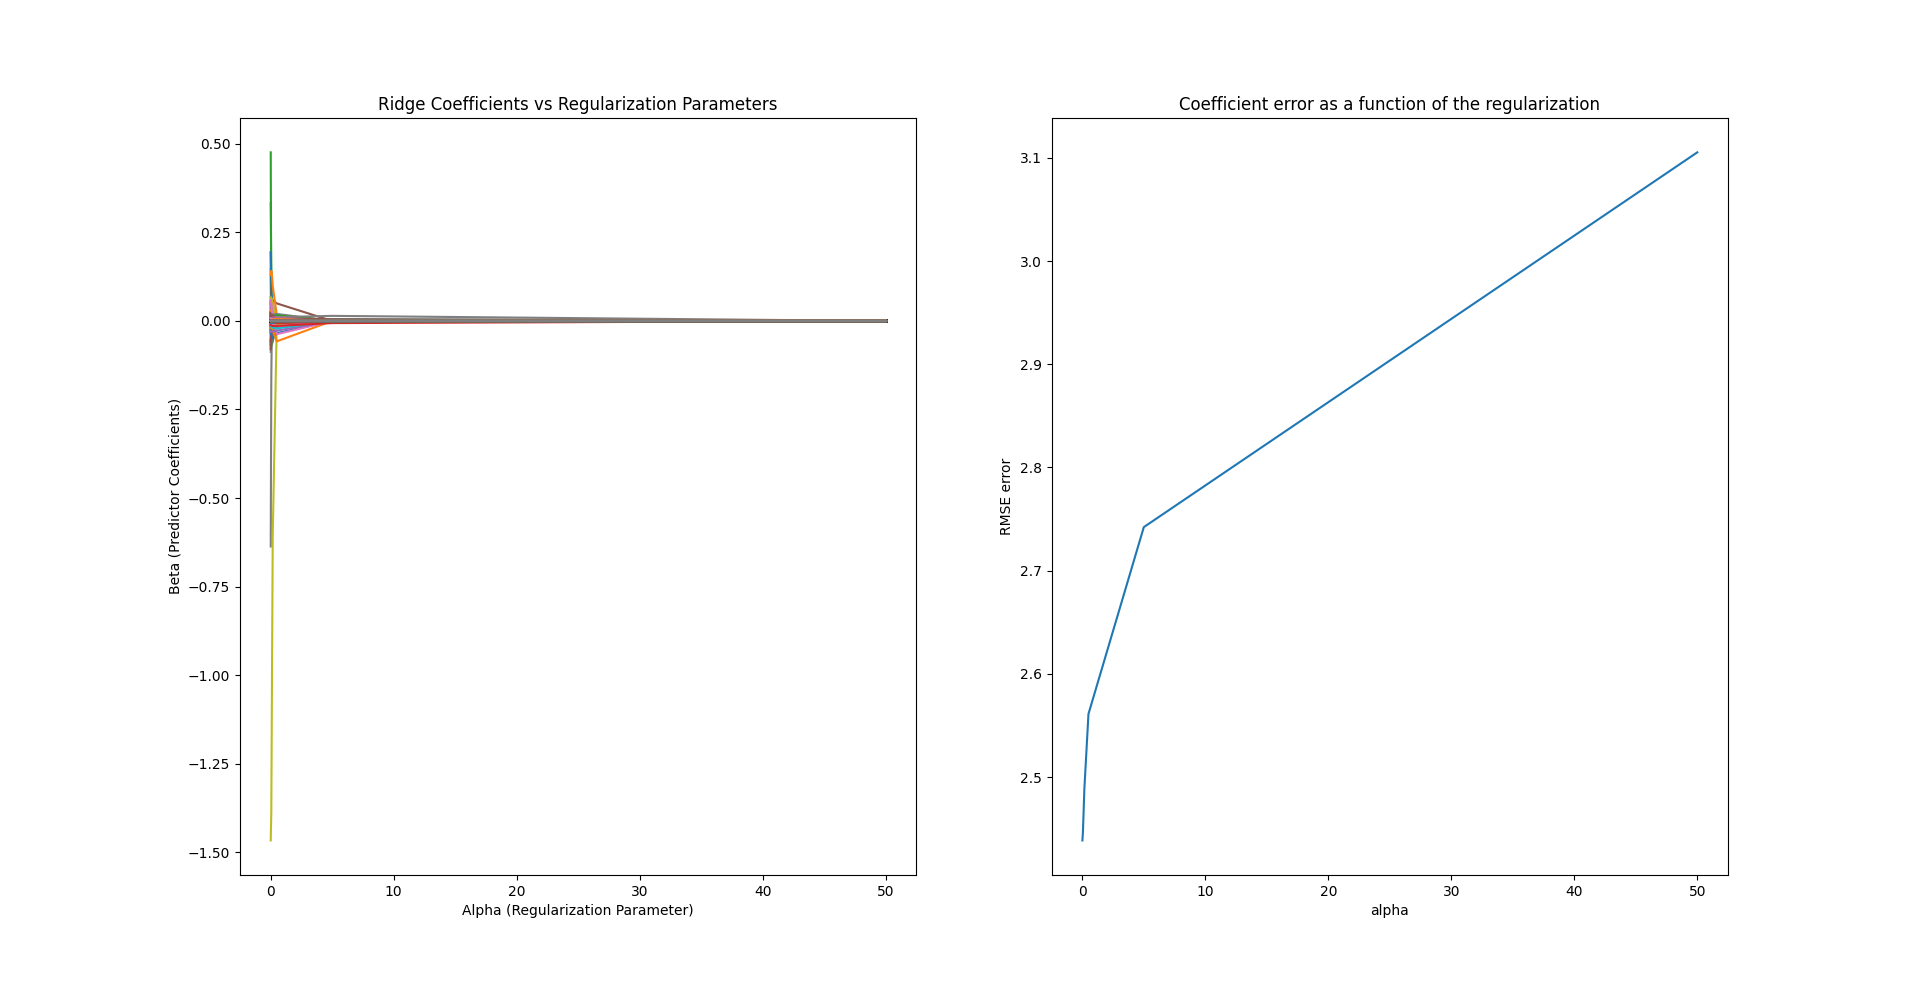 Ridge Coefficients vs Regularization Parameters
0.50
0.25
0.00
−0.25
−0.50
−0.75
−1.00
−1.25
−1.50
Beta (Predictor Coefficients)
0 10 20 30 40 50
Alpha (Regularization Parameter)
Coefficient error as a function of the regularization
3.1
3.0
2.9
2.8
2.7
2.6
2.5
RMSE error
0 10 20 30 40 50
alpha